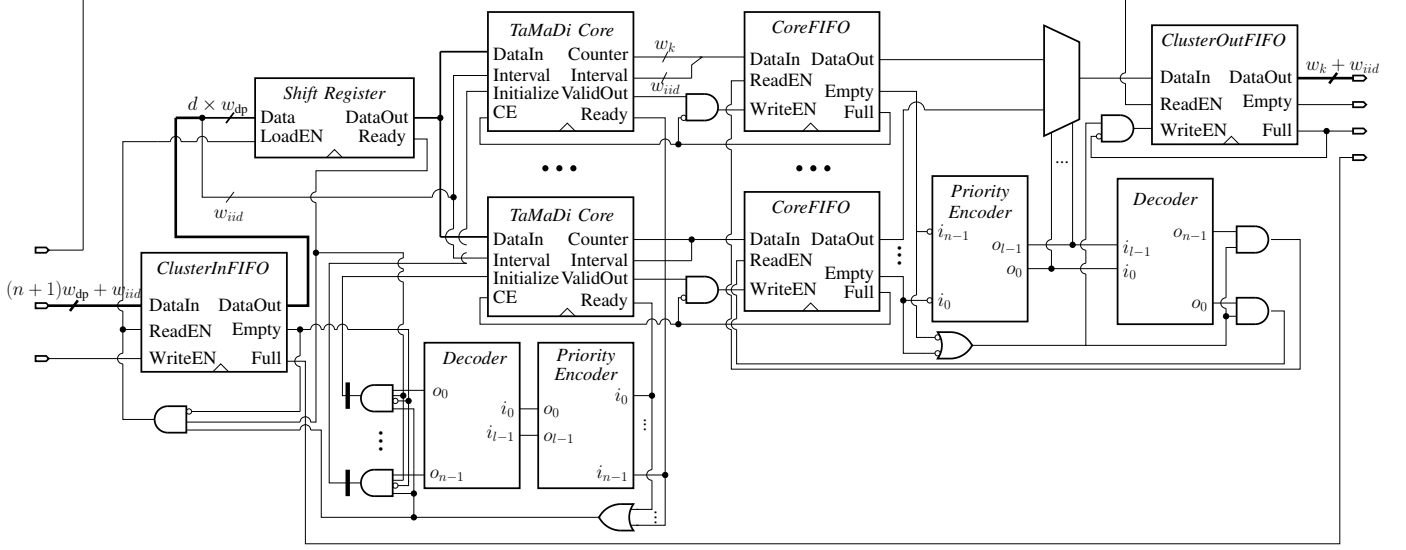 TaMaDi Core
DataIn Counter
Interval Interval
Initialize ValidOut
CE Ready
w_k
w_iid
CoreFIFO
DataIn DataOut
ReadEN
Empty
WriteEN Full
ClusterOutFIFO
DataIn DataOut
ReadEN Empty
WriteEN Full
w_k + w_iid
d × w_dp
Shift Register
Data DataOut
LoadEN Ready
w_iid
...
...
...
TaMaDi Core
DataIn Counter
Interval Interval
Initialize ValidOut
CE Ready
CoreFIFO
DataIn DataOut
ReadEN
Empty
WriteEN Full
...
Priority
Encoder
i_n−1
o_l−1
o_0
i_0
Decoder
o_n−1
i_l−1
i_0
o_0
(n + 1)w_dp + w_iid
ClusterInFIFO
DataIn DataOut
ReadEN Empty
WriteEN Full
...
Decoder
o_0
i_0
i_l−1
o_n−1
Priority
Encoder
i_0
o_0
o_l−1
i_n−1
...
...